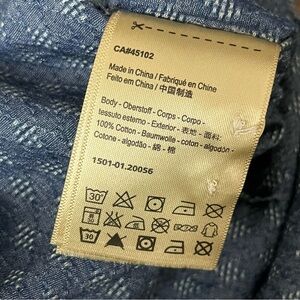 CA#45102
Made in China / Fabriqué en Chine
Feito em China / 中国制造
Body - Oberstoff - Corps - Corpo -
tessuto esterno - Exterior - 表地 - 面料:
100% Cotton - Baumwolle - coton - algodón -
Cotone - algodão - 綿 - 棉
1501-01.20056
30
30